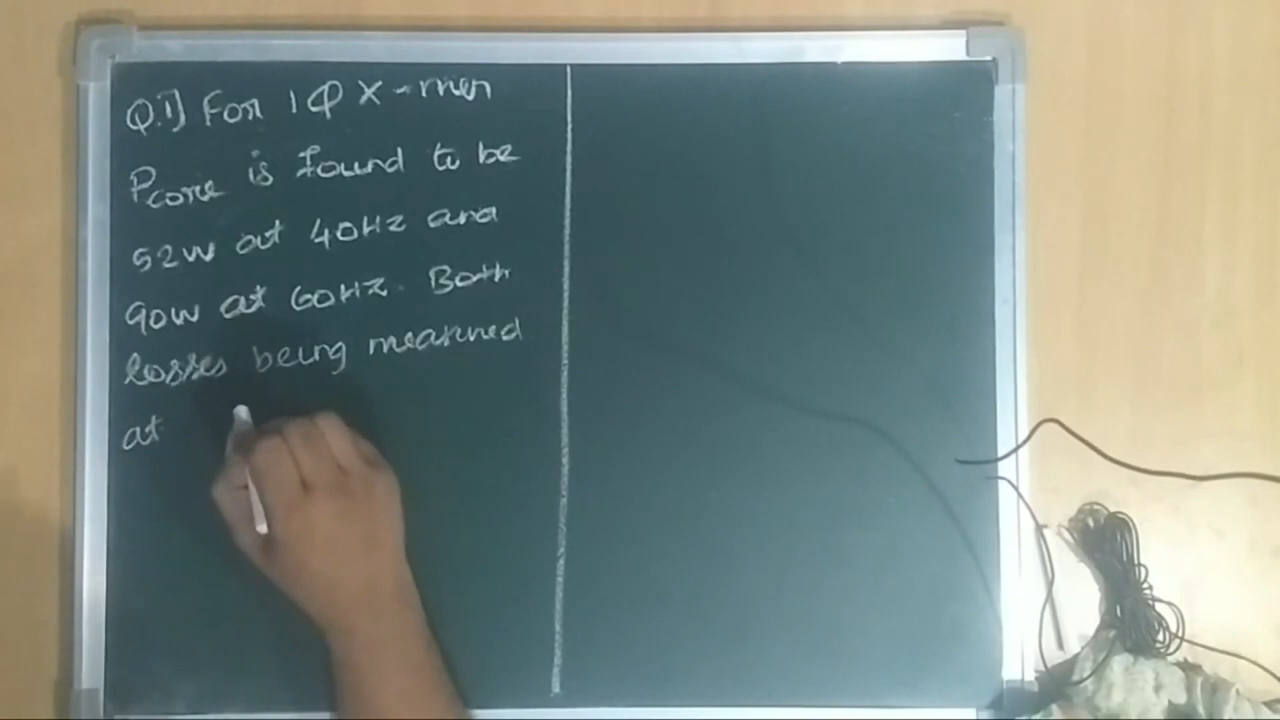 Q.1] For 1Φ X-mer
Pcore is found to be
52W at 40HZ and
90W at 60HZ. Both
losses being measured
at